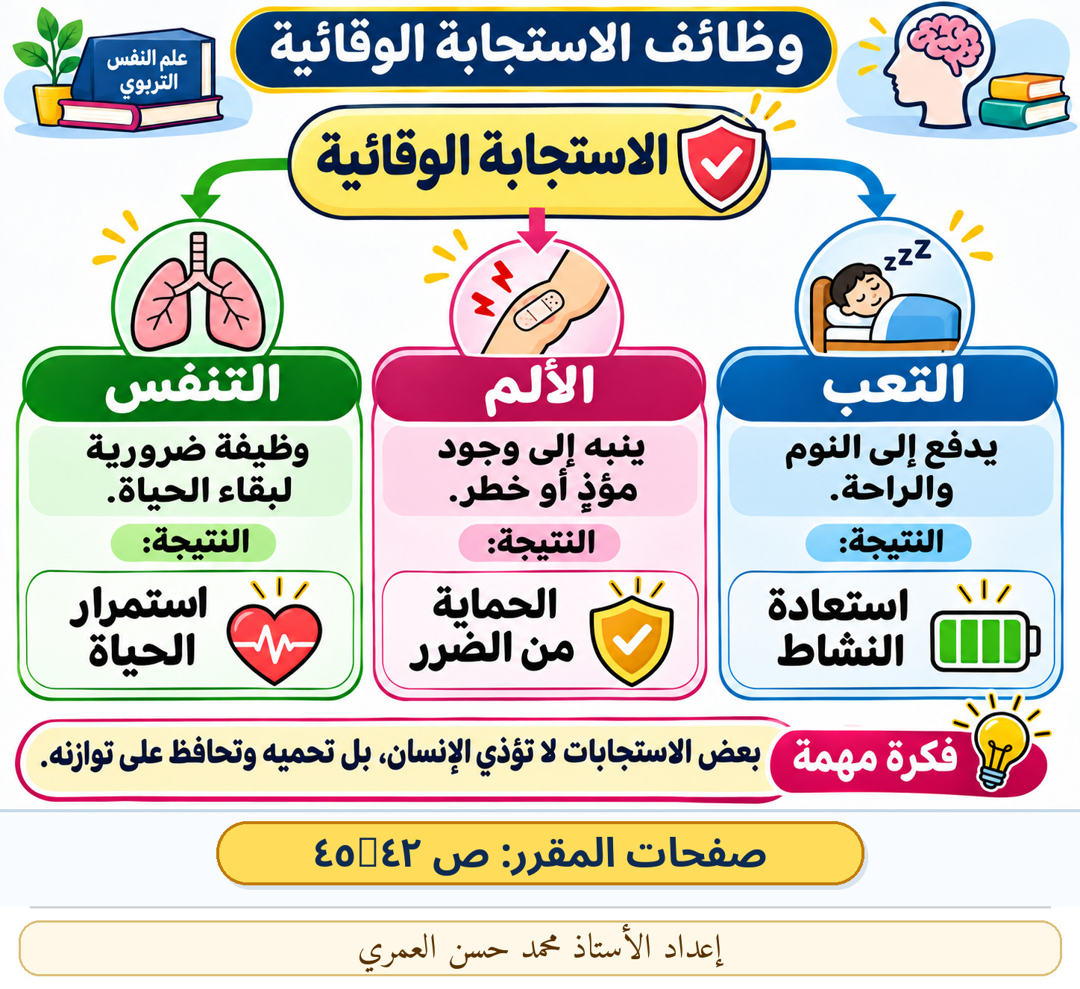 وظائف الاستجابة الوقائية
علم النفس
التربوي
الاستجابة الوقائية
zzz
التعب
يدفع إلى النوم
والراحة.
النتيجة:
استعادة
النشاط
الألم
ينبه إلى وجود
مؤذٍ أو خطر.
النتيجة:
الحماية
من الضرر
التنفس
وظيفة ضرورية
لبقاء الحياة.
النتيجة:
استمرار
الحياة
فكرة مهمة
بعض الاستجابات لا تؤذي الإنسان، بل تحميه وتحافظ على توازنه.
صفحات المقرر: ص ٤٢▯٤٥
إعداد الأستاذ محمد حسن العمري